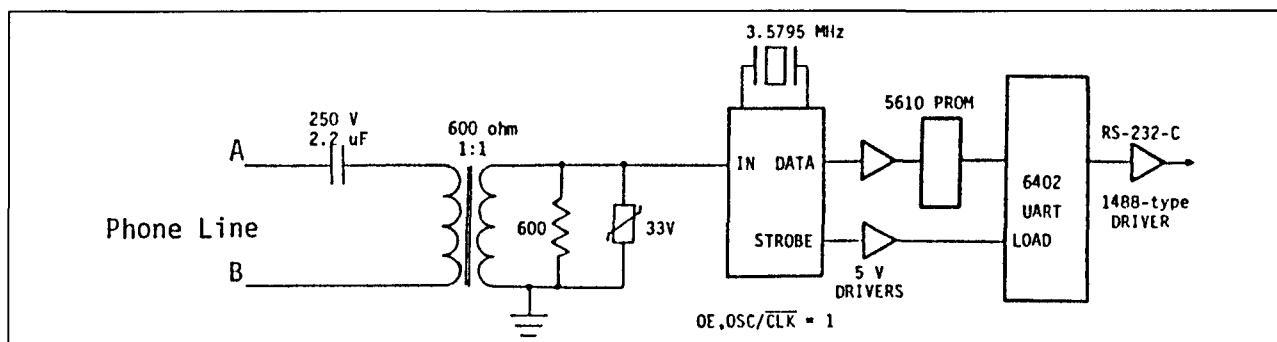 3.5795 MHz
5610 PROM
250 V
2.2 uF
600 ohm
1:1
RS-232-C
A
IN DATA
6402
UART
1488-type
DRIVER
Phone Line
600
33V
STROBE
LOAD
B
5 V
DRIVERS
OE,OSC/CLK = 1